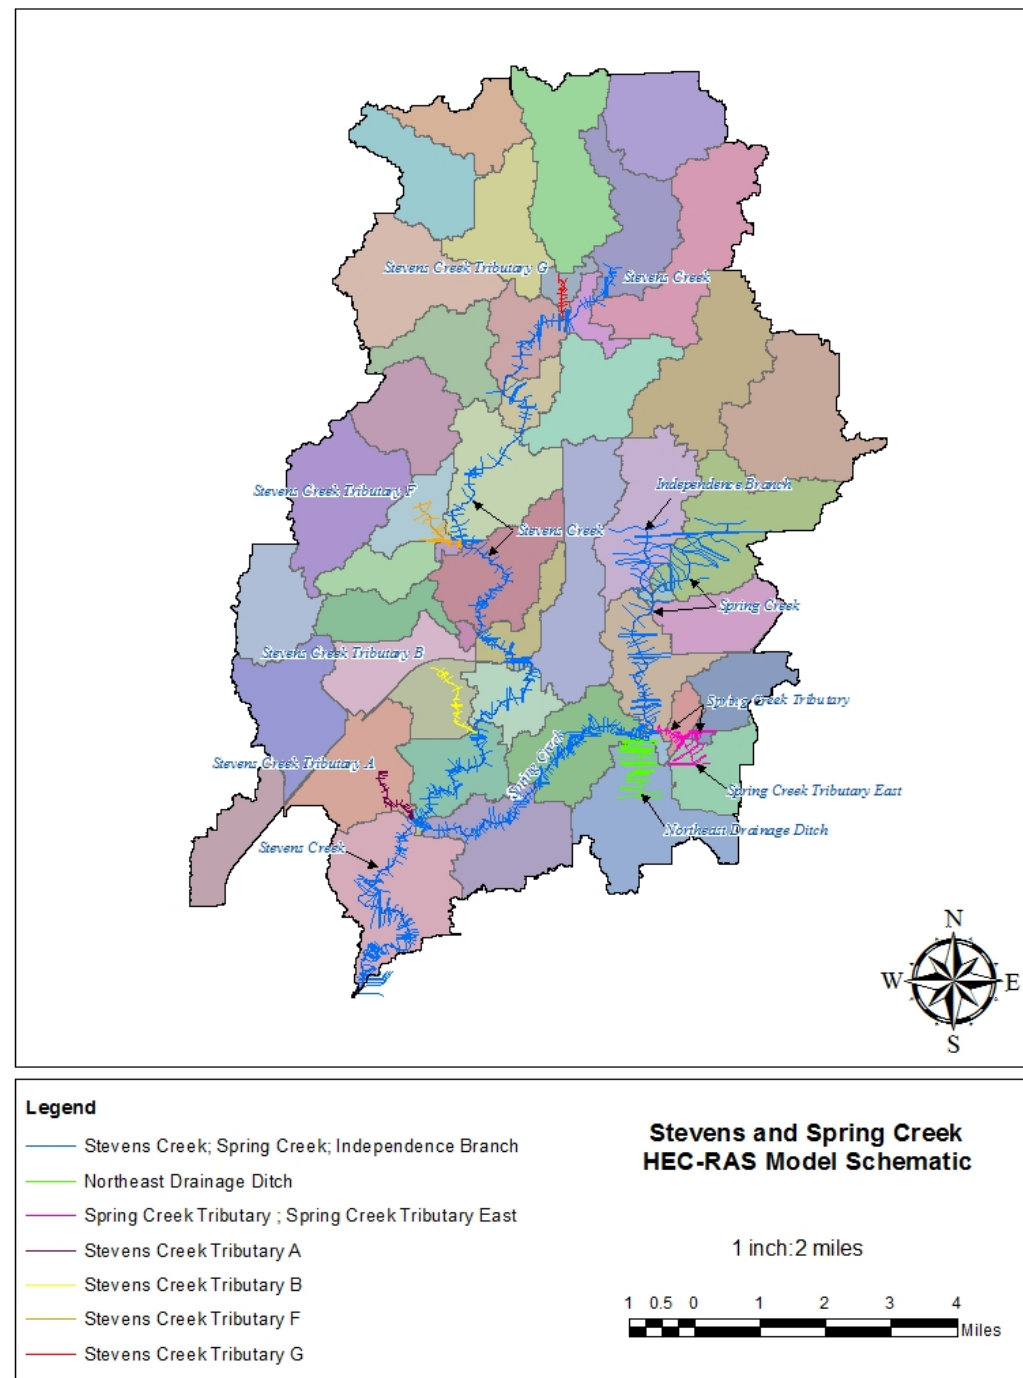 Stevens Creek Tributary G
Stevens Creek
Stevens Creek Tributary F
Independence Branch
Stevens Creek
Spring Creek
Stevens Creek Tributary B
Spring Creek Tributary
Spring Creek
Stevens Creek Tributary A
Spring Creek Tributary East
Northeast Drainage Ditch
Stevens Creek
N
W
E
S
Legend
Stevens Creek; Spring Creek; Independence Branch
Northeast Drainage Ditch
Spring Creek Tributary ; Spring Creek Tributary East
Stevens Creek Tributary A
Stevens Creek Tributary B
Stevens Creek Tributary F
Stevens Creek Tributary G
Stevens and Spring Creek
HEC-RAS Model Schematic
1 inch:2 miles
1 0.5 0 1 2 3 4
Miles